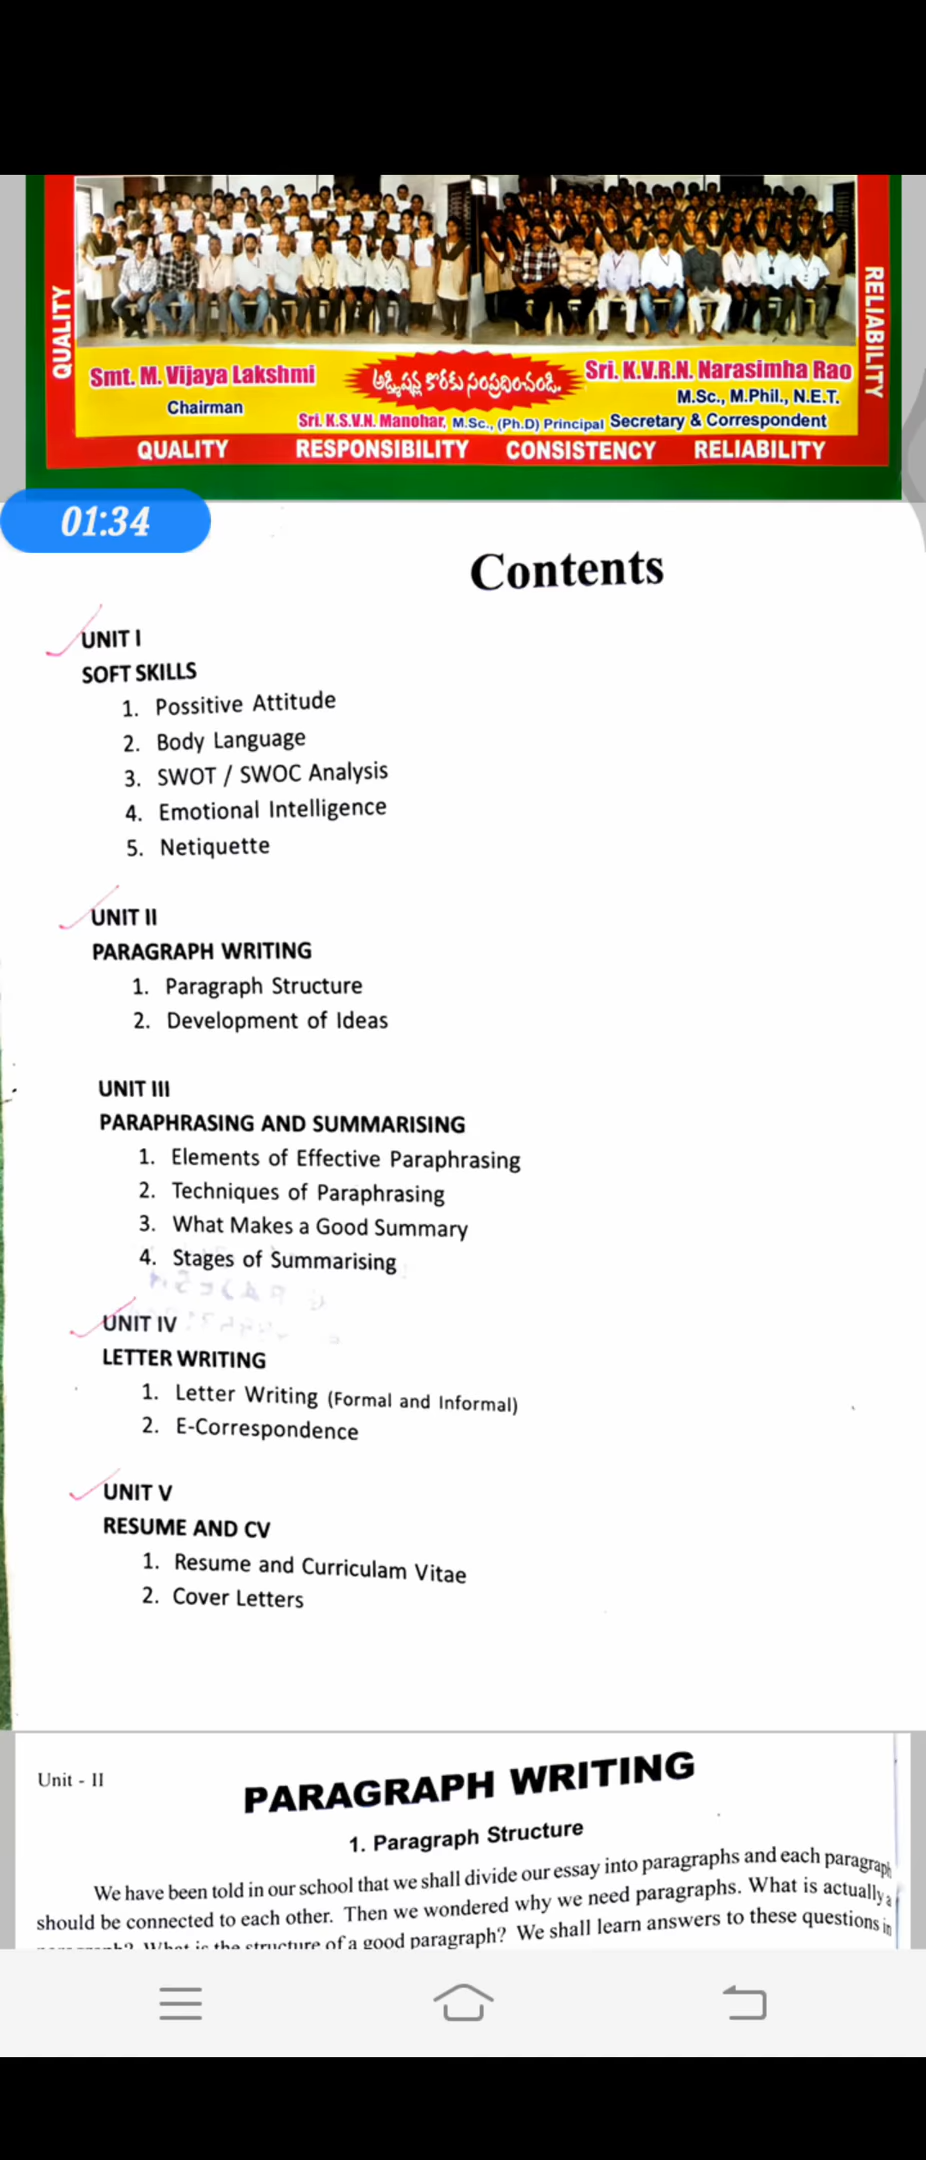 QUALITY
RELIABILITY
Smt. M. Vijaya Lakshmi
Chairman
అడ్మిషన్ల కొరకు సంప్రదించండి.
Sri. K.V.R.N. Narasimha Rao
M.Sc., M.Phil., N.E.T.
Sri. K.S.V.N. Manohar, M.Sc., (Ph.D) Principal Secretary & Correspondent
QUALITY RESPONSIBILITY CONSISTENCY RELIABILITY
01:34
Contents
UNIT I
SOFT SKILLS
1. Possitive Attitude
2. Body Language
3. SWOT / SWOC Analysis
4. Emotional Intelligence
5. Netiquette
UNIT II
PARAGRAPH WRITING
1. Paragraph Structure
2. Development of Ideas
UNIT III
PARAPHRASING AND SUMMARISING
1. Elements of Effective Paraphrasing
2. Techniques of Paraphrasing
3. What Makes a Good Summary
4. Stages of Summarising
UNIT IV
LETTER WRITING
1. Letter Writing (Formal and Informal)
2. E-Correspondence
UNIT V
RESUME AND CV
1. Resume and Curriculam Vitae
2. Cover Letters
Unit - II
PARAGRAPH WRITING
1. Paragraph Structure
We have been told in our school that we shall divide our essay into paragraphs and each paragraph
should be connected to each other. Then we wondered why we need paragraphs. What is actually a
What is the structure of a good paragraph? We shall learn answers to these questions in